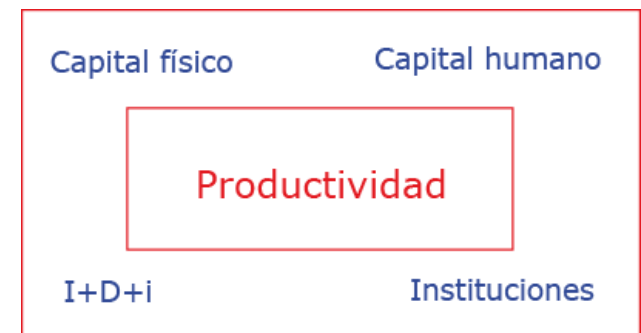 Capital físico
Capital humano
Productividad
I+D+i
Instituciones